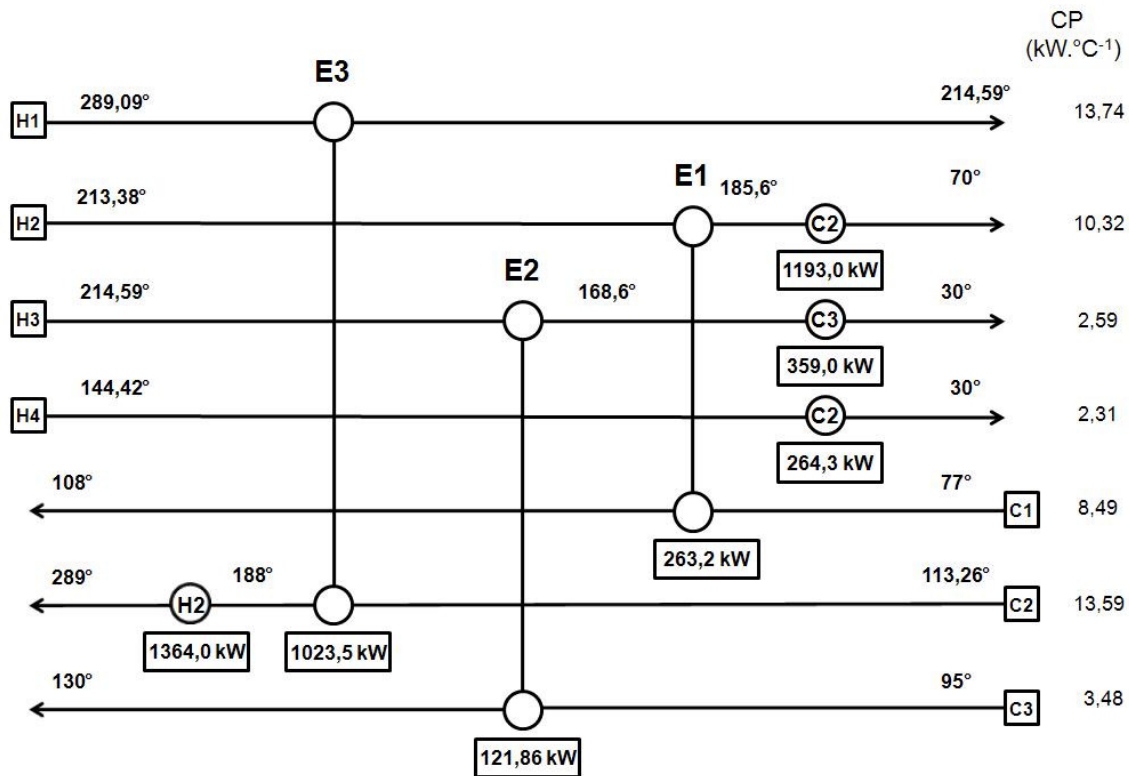 CP
(kW.°C-1)
E3
289,09°
214,59°
H1
13,74
E1
213,38°
185,6°
70°
H2
C2
10,32
1193,0 kW
E2
214,59°
168,6°
30°
H3
C3
2,59
359,0 kW
144,42°
30°
H4
C2
2,31
264,3 kW
108°
77°
C1
8,49
263,2 kW
289°
188°
113,26°
H2
C2
13,59
1364,0 kW
1023,5 kW
130°
95°
C3
3,48
121,86 kW